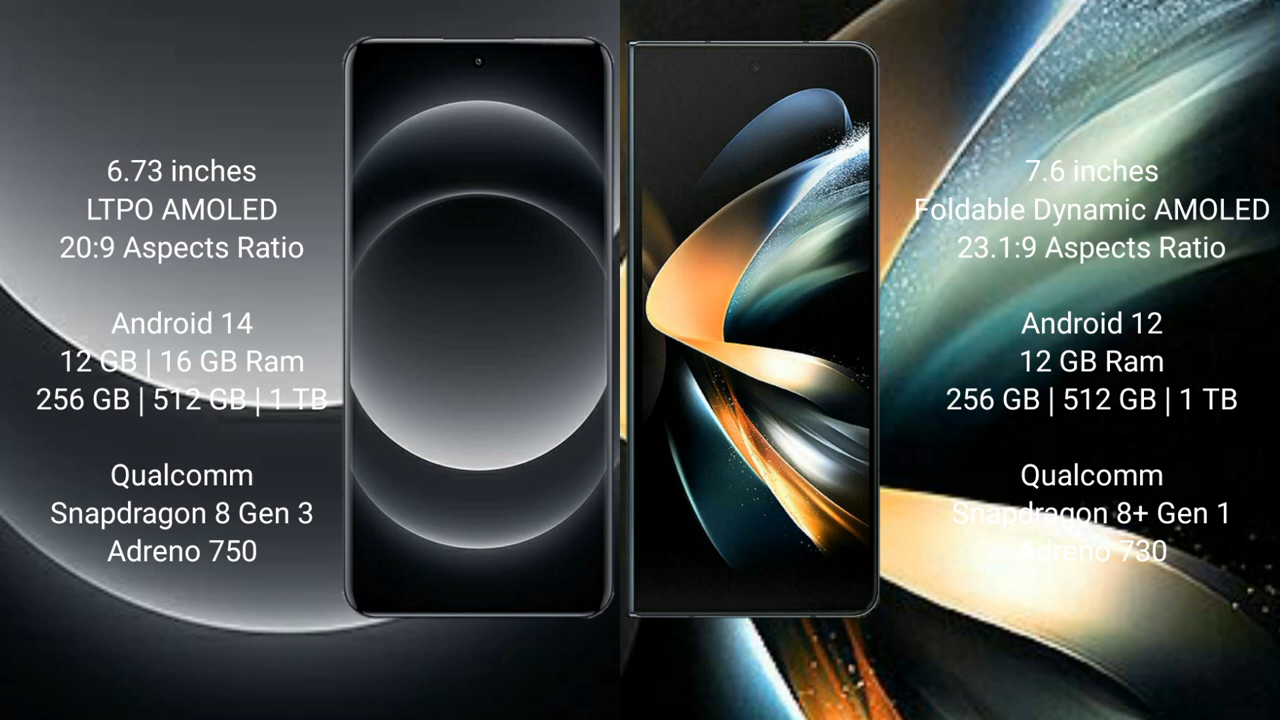 6.73 inches
LTPO AMOLED
20:9 Aspects Ratio
Android 14
12 GB | 16 GB Ram
256 GB | 512 GB | 1 TB
Qualcomm
Snapdragon 8 Gen 3
Adreno 750
7.6 inches
Foldable Dynamic AMOLED
23.1:9 Aspects Ratio
Android 12
12 GB Ram
256 GB | 512 GB | 1 TB
Qualcomm
Snapdragon 8+ Gen 1
Adreno 730